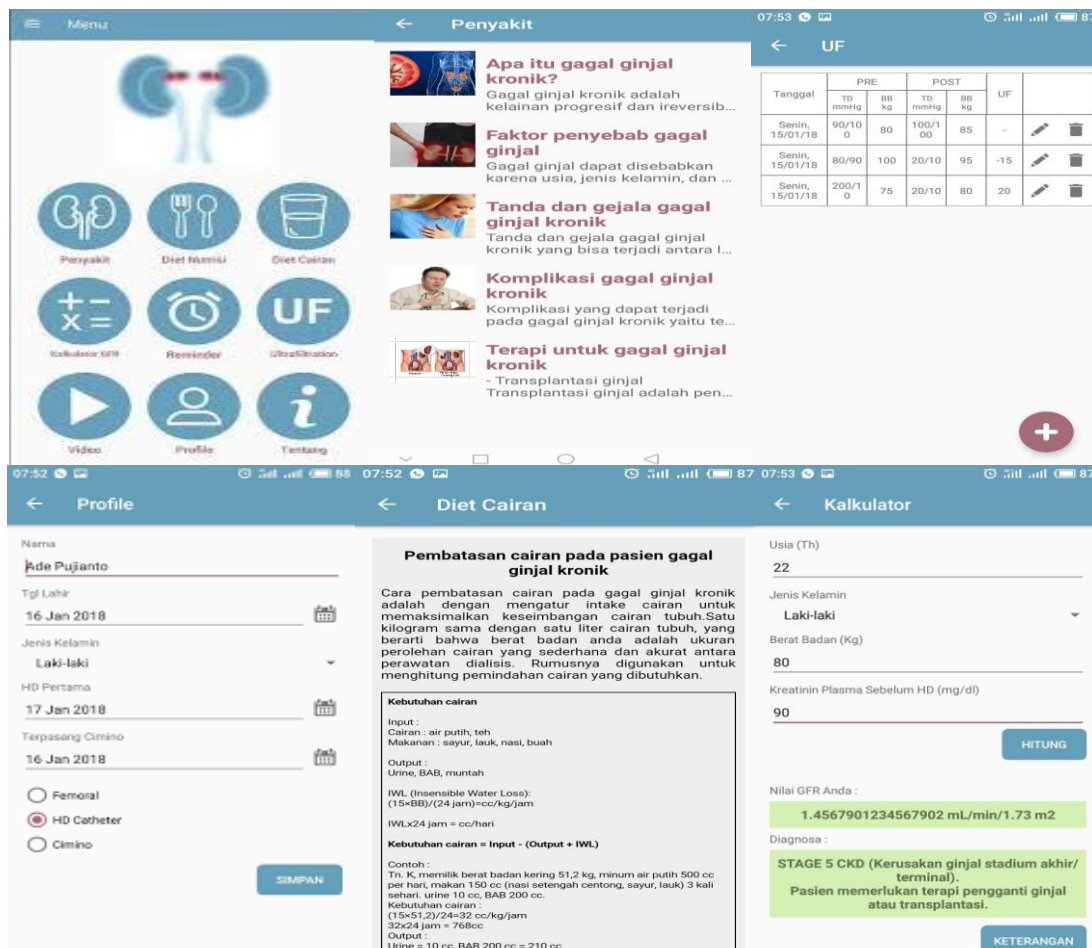 Menu
Penyakit
Diet Nutrisi
Diet Cairan
Kalkulator GFR
Reminder
UF
Ultrafiltration
Video
Profile
Tentang
Penyakit
Apa itu gagal ginjal
kronik?
Gagal ginjal kronik adalah
kelainan progresif dan ireversib...
Faktor penyebab gagal
ginjal
Gagal ginjal dapat disebabkan
karena usia, jenis kelamin, dan ...
Tanda dan gejala gagal
ginjal kronik
Tanda dan gejala gagal ginjal
kronik yang bisa terjadi antara l...
Komplikasi gagal ginjal
kronik
Komplikasi yang dapat terjadi
pada gagal ginjal kronik yaitu te...
Terapi untuk gagal ginjal
kronik
- Transplantasi ginjal
Transplantasi ginjal adalah pen...
07:53 87
UF
Tanggal PRE POST UF
TD mmHg BB kg TD mmHg BB kg
Senin, 15/01/18 90/100 80 100/100 85 -
Senin, 15/01/18 80/90 100 20/10 95 -15
Senin, 15/01/18 200/10 75 20/10 80 20
07:52 88
Profile
Nama
Ade Pujianto
Tgl Lahir
16 Jan 2018
Jenis Kelamin
Laki-laki
HD Pertama
17 Jan 2018
Terpasang Cimino
16 Jan 2018
Femoral
HD Catheter
Cimino
SIMPAN
07:52 87
Diet Cairan
Pembatasan cairan pada pasien gagal
ginjal kronik
Cara pembatasan cairan pada gagal ginjal kronik
adalah dengan mengatur intake cairan untuk
memaksimalkan keseimbangan cairan tubuh.Satu
kilogram sama dengan satu liter cairan tubuh, yang
berarti bahwa berat badan anda adalah ukuran
perolehan cairan yang sederhana dan akurat antara
perawatan dialisis. Rumusnya digunakan untuk
menghitung pemindahan cairan yang dibutuhkan.
Kebutuhan cairan
Input :
Cairan : air putih, teh
Makanan : sayur, lauk, nasi, buah
Output :
Urine, BAB, muntah
IWL (Insensible Water Loss):
(15×BB)/(24 jam)=cc/kg/jam
IWLx24 jam = cc/hari
Kebutuhan cairan = Input - (Output + IWL)
Contoh :
Tn. K, memilik berat badan kering 51,2 kg, minum air putih 500 cc
per hari, makan 150 cc (nasi setengah centong, sayur, lauk) 3 kali
sehari. urine 10 cc, BAB 200 cc.
Kebutuhan cairan :
(15×51,2)/24=32 cc/kg/jam
32x24 jam = 768cc
Output :
Urine = 10 cc, BAB 200 cc = 210 cc
07:53 87
Kalkulator
Usia (Th)
22
Jenis Kelamin
Laki-laki
Berat Badan (Kg)
80
Kreatinin Plasma Sebelum HD (mg/dl)
90
HITUNG
Nilai GFR Anda :
1.4567901234567902 mL/min/1.73 m2
Diagnosa :
STAGE 5 CKD (Kerusakan ginjal stadium akhir/
terminal).
Pasien memerlukan terapi pengganti ginjal
atau transplantasi.
KETERANGAN